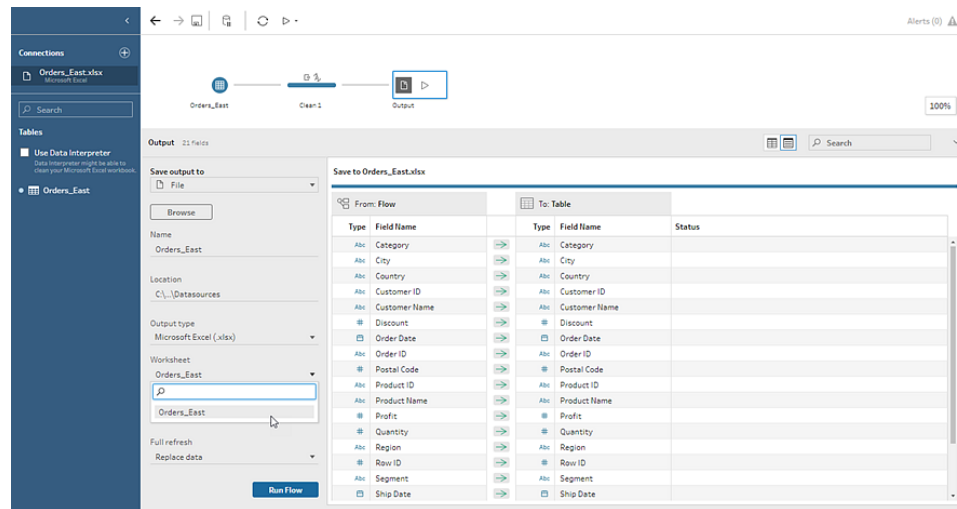 Alerts (0)
Connections
Orders_East.xlsx
Microsoft Excel
Search
Tables
Use Data Interpreter
Data Interpreter might be able to
clean your Microsoft Excel workbook.
Orders_East
Orders_East
Clean 1
Output
100%
Output 21 fields
Search
Save output to
File
Browse
Name
Orders_East
Location
C:\...\Datasources
Output type
Microsoft Excel (.xlsx)
Worksheet
Orders_East
Orders_East
Full refresh
Replace data
Run Flow
Save to Orders_East.xlsx
From: Flow To: Table
Type Field Name Type Field Name Status
Abc Category Abc Category
Abc City Abc City
Abc Country Abc Country
Abc Customer ID Abc Customer ID
Abc Customer Name Abc Customer Name
# Discount # Discount
Order Date Order Date
Abc Order ID Abc Order ID
# Postal Code # Postal Code
Abc Product ID Abc Product ID
Abc Product Name Abc Product Name
# Profit # Profit
# Quantity # Quantity
Abc Region Abc Region
# Row ID # Row ID
Abc Segment Abc Segment
Ship Date Ship Date